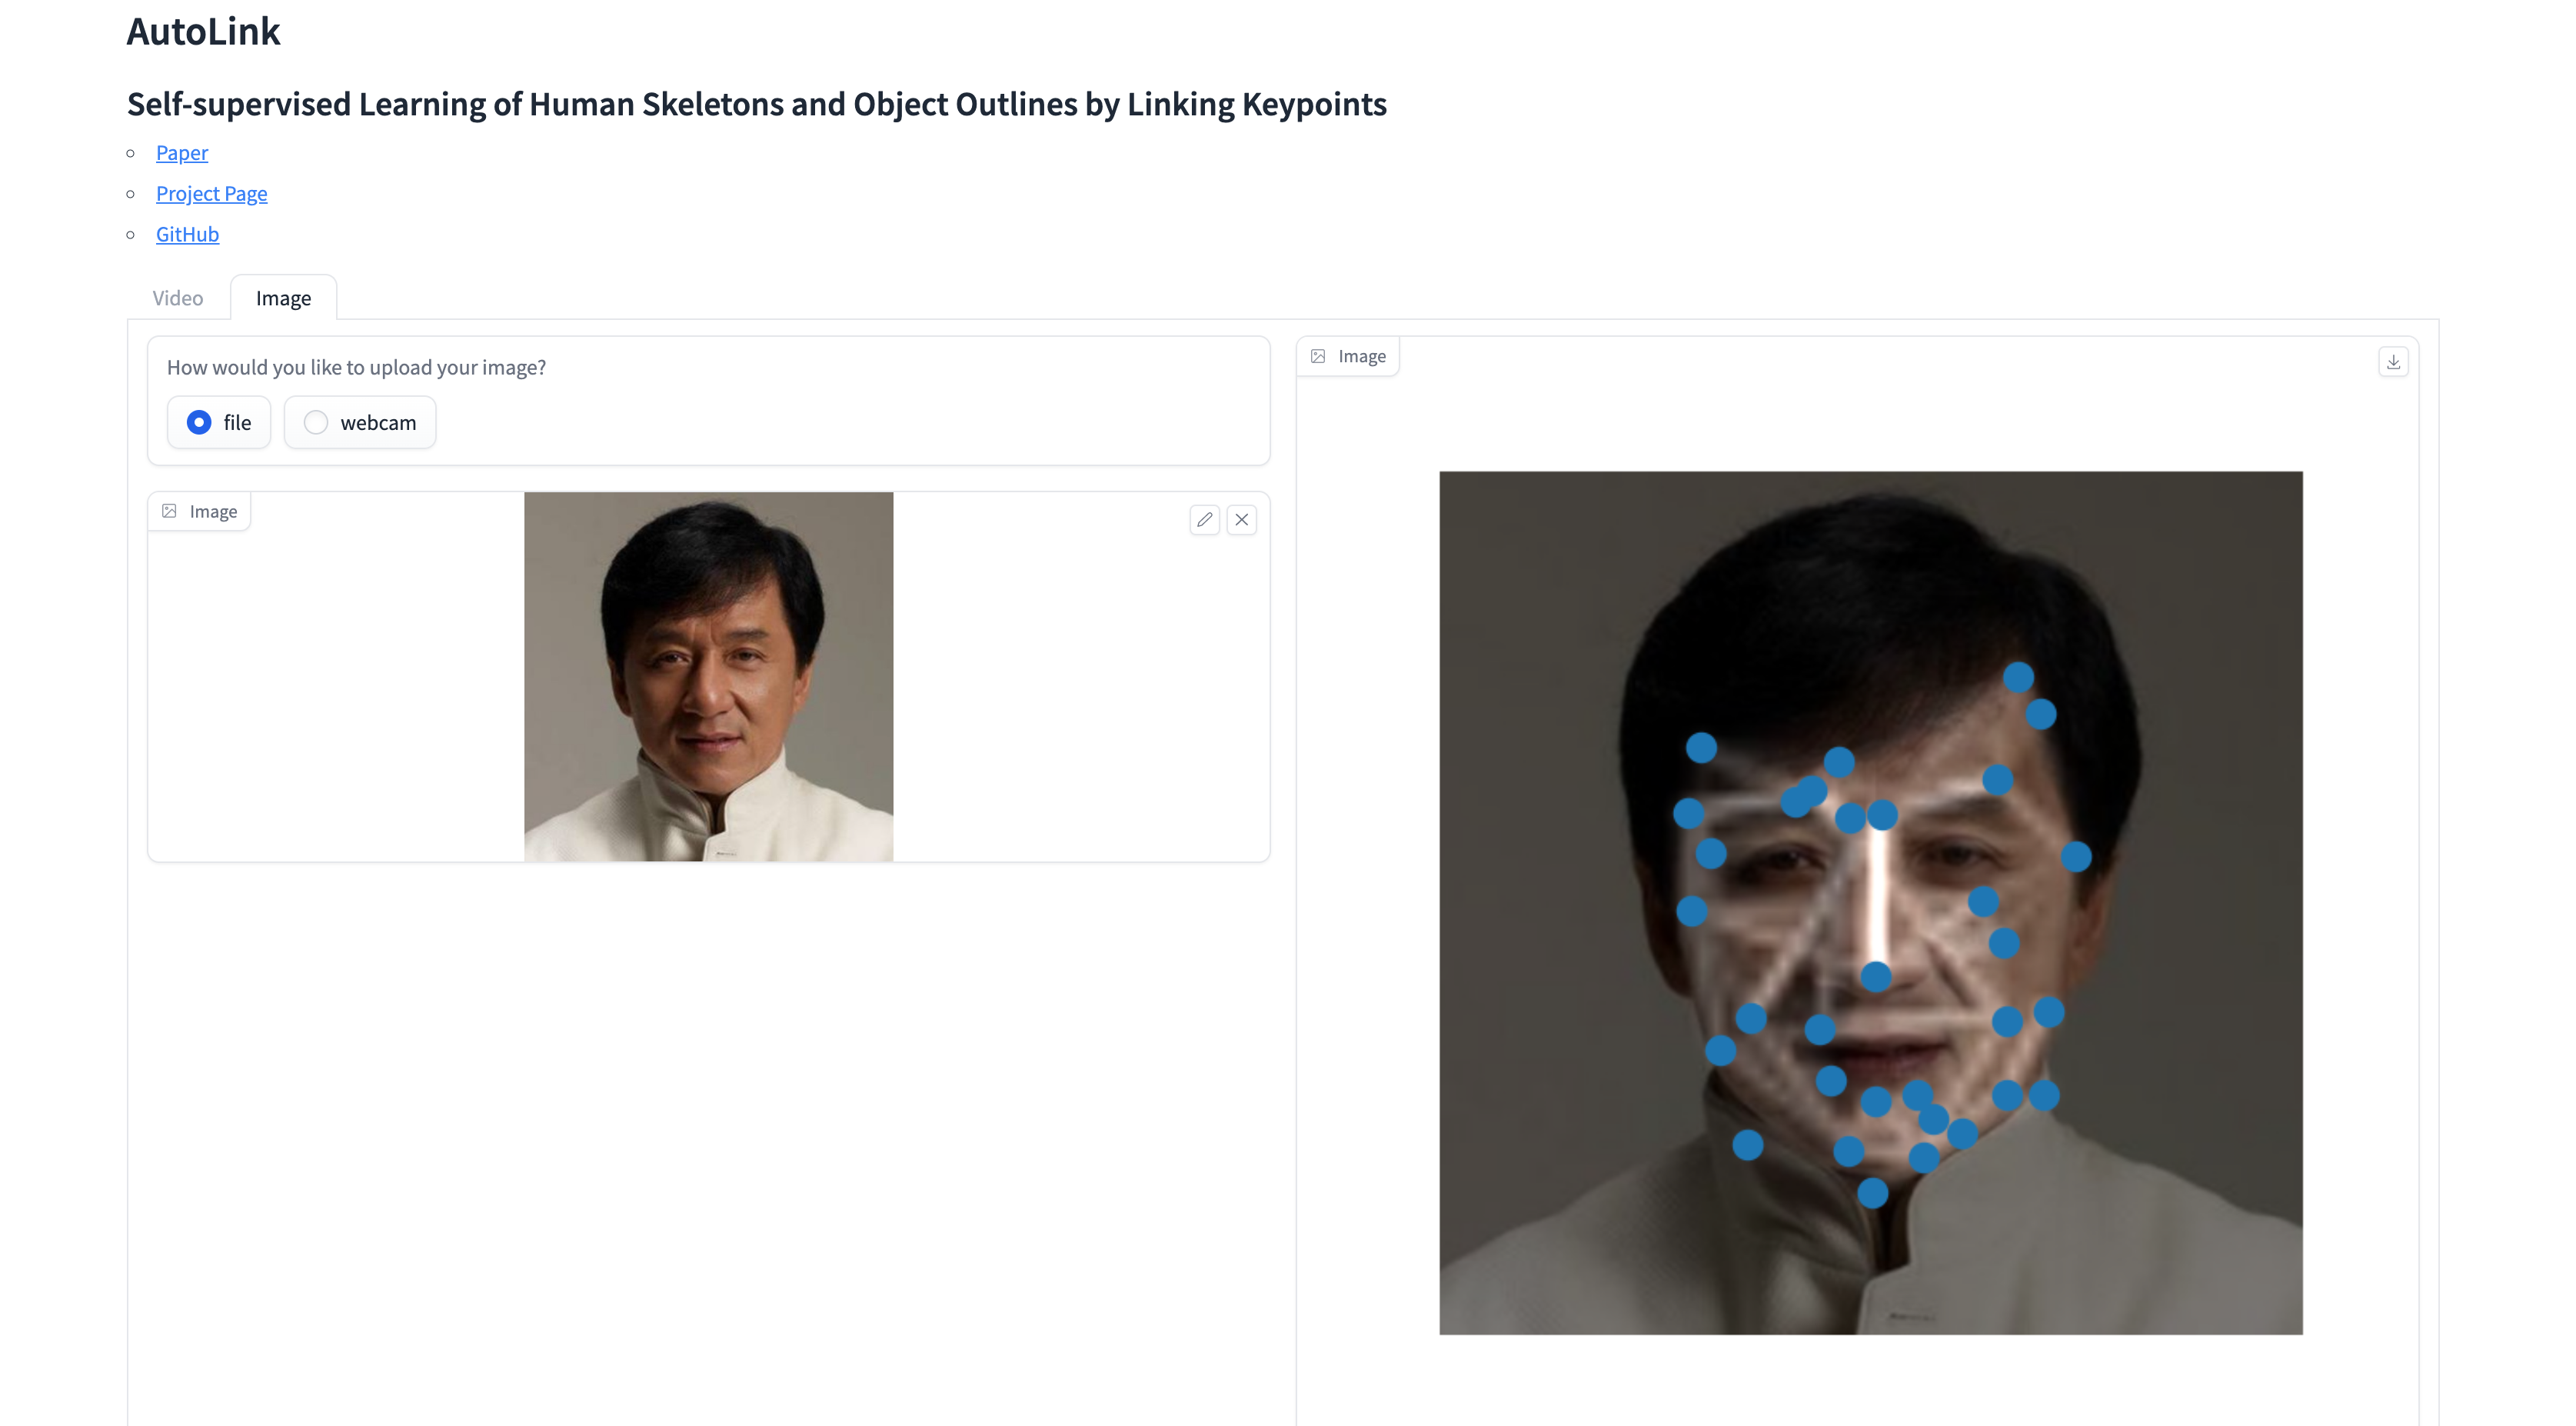 AutoLink
Self-supervised Learning of Human Skeletons and Object Outlines by Linking Keypoints
Paper
Project Page
GitHub
Video Image
How would you like to upload your image?
file webcam
Image
Image